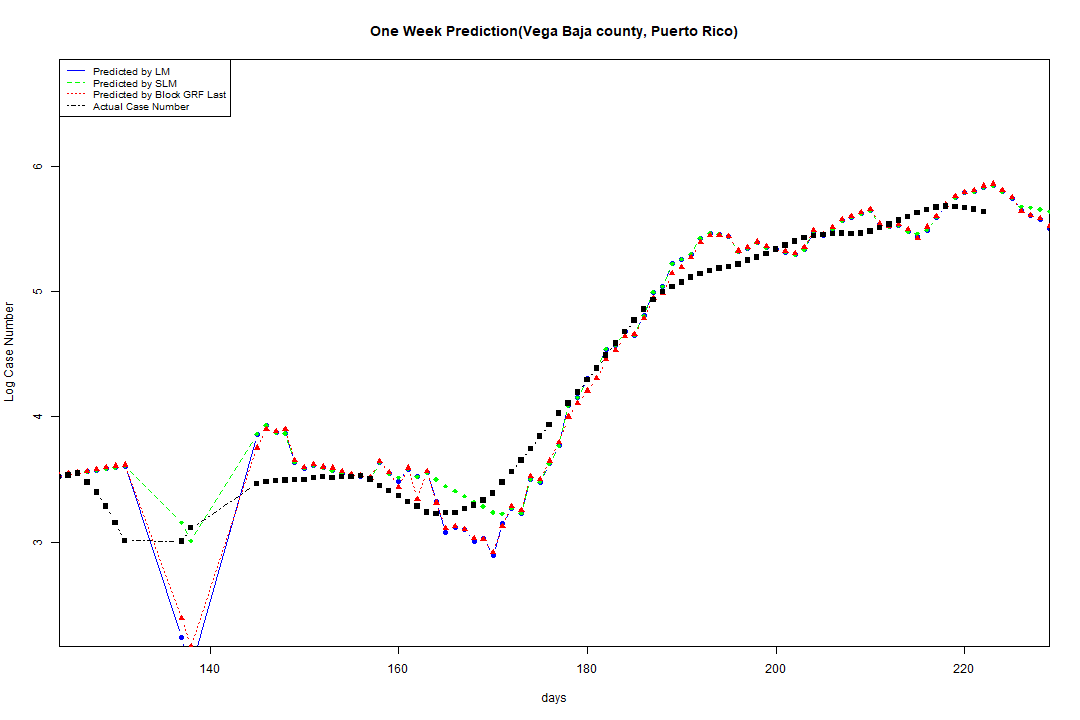 One Week Prediction(Vega Baja county, Puerto Rico)
Predicted by LM
Predicted by SLM
Predicted by Block GRF Last
Actual Case Number
6
5
4
3
Log Case Number
140 160 180 200 220
days